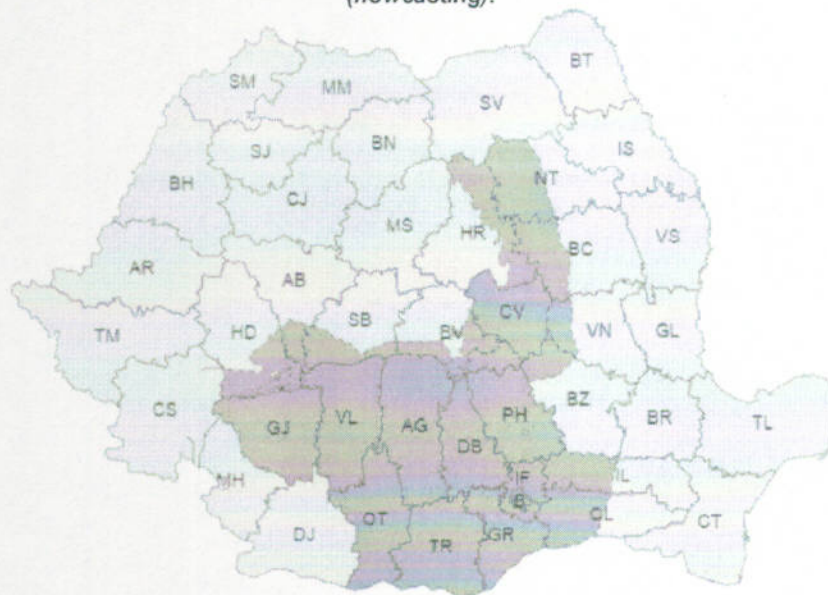 (nowcasting).
BT
SM
MM
SV
BN
IS
SJ
NT
BH
CJ
MS
HR
BC
VS
AR
AB
TM
HD
SB
BV
CV
VN
GL
CS
GJ
VL
AG
DB
PH
BZ
BR
TL
MH
IF
IL
B
OT
CL
CT
DJ
TR
GR